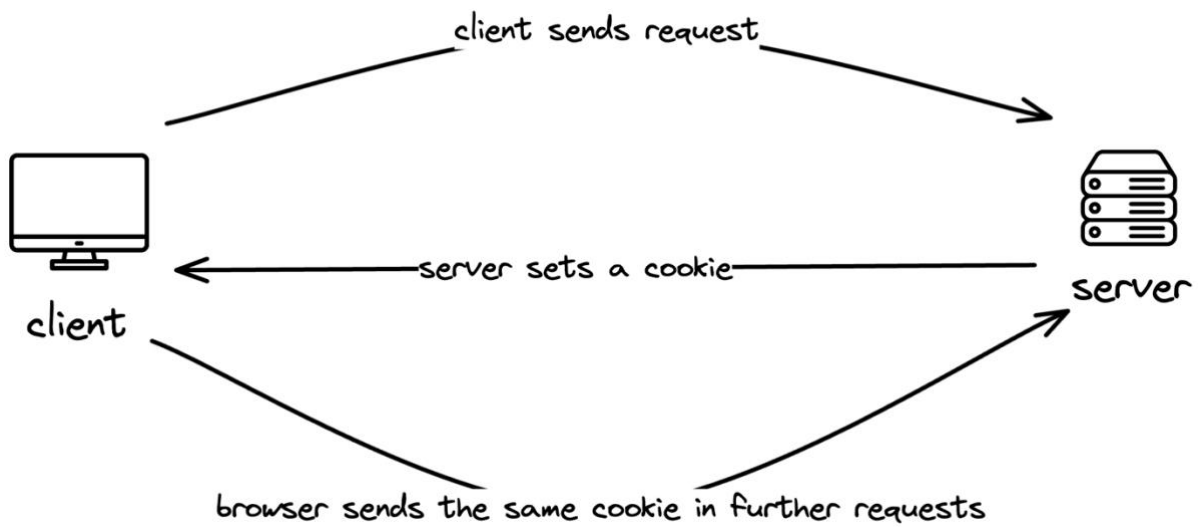 client sends request
server sets a cookie
server
client
browser sends the same cookie in further requests